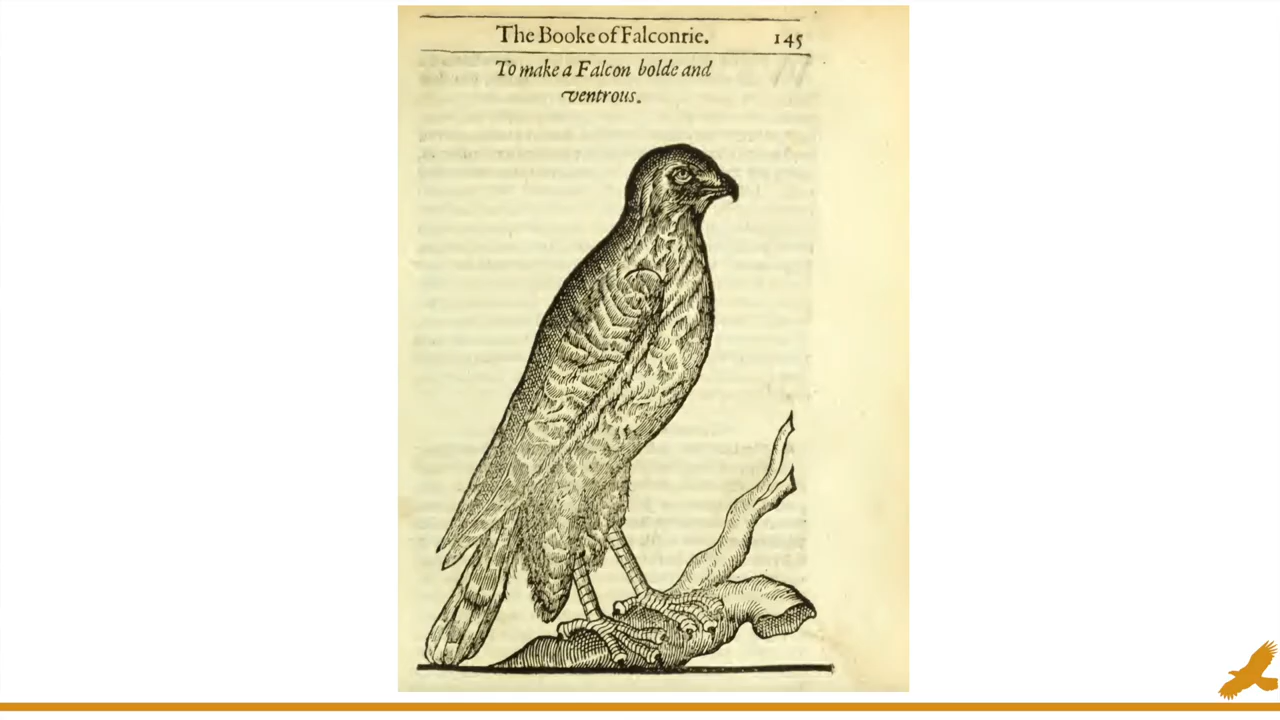 The Booke of Falconrie. 145
To make a Falcon bolde and
ventrous.